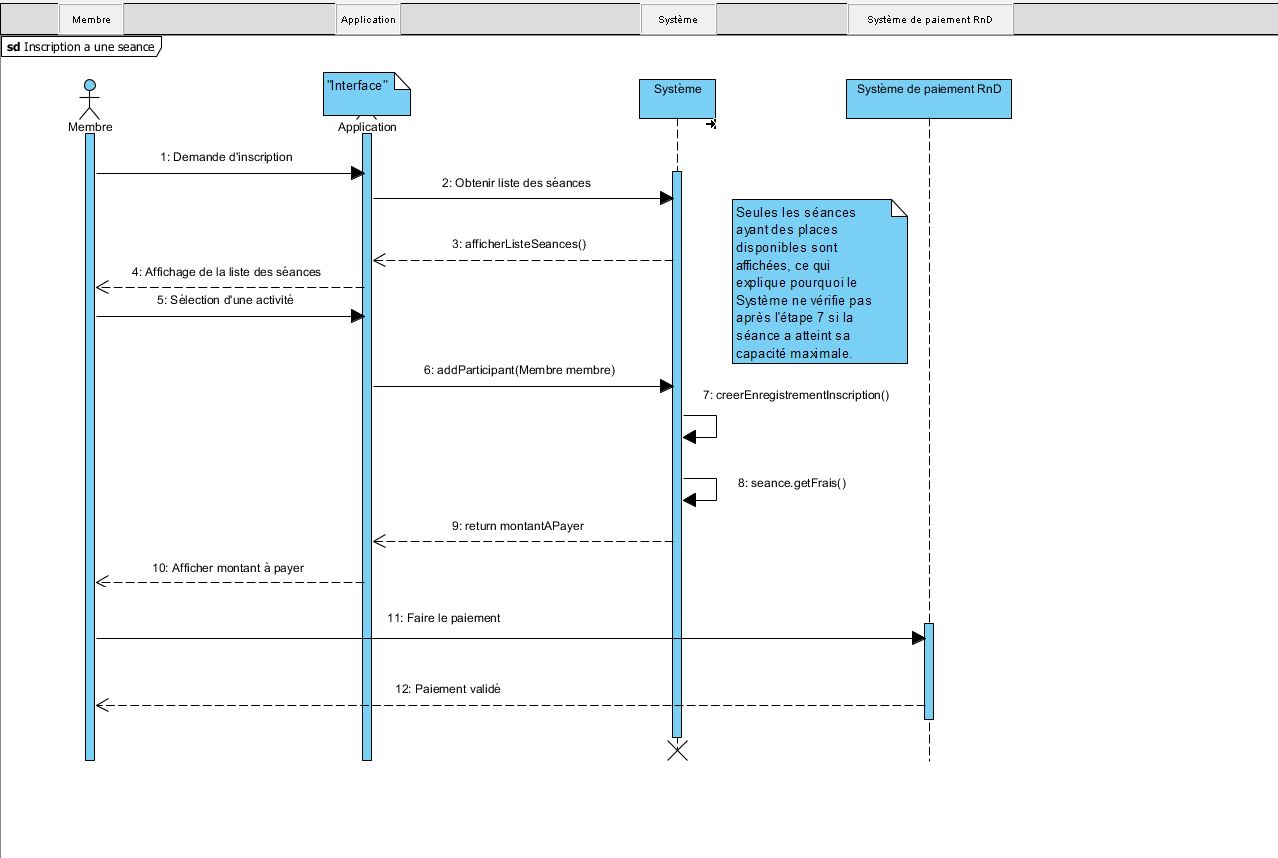 Membre
Application
Système
Système de paiement RnD
sd Inscription a une seance
"Interface"
Système
Système de paiement RnD
Membre
Application
1: Demande d'inscription
2: Obtenir liste des séances
Seules les séances
ayant des places
disponibles sont
affichées, ce qui
explique pourquoi le
Système ne vérifie pas
après l'étape 7 si la
séance a atteint sa
capacité maximale.
3: afficherListeSeances()
4: Affichage de la liste des séances
5: Sélection d'une activité
6: addParticipant(Membre membre)
7: creerEnregistrementInscription()
8: seance.getFrais()
9: return montantAPayer
10: Afficher montant à payer
11: Faire le paiement
12: Paiement validé